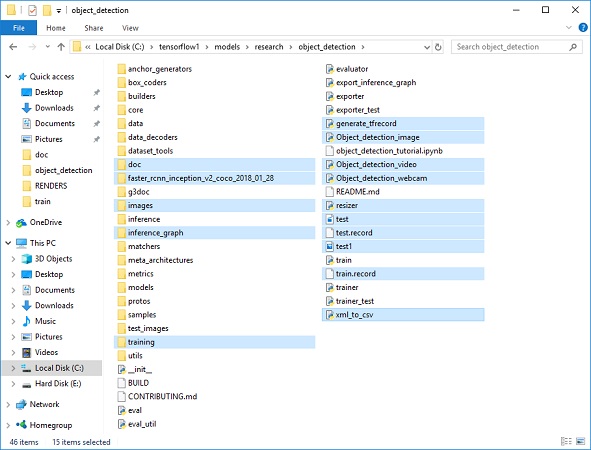 object_detection
File Home Share View
« Local Disk (C:) › tensorflow1 › models › research › object_detection › Search object_detection
Quick access
Desktop
Downloads
Documents
Pictures
doc
object_detection
RENDERS
train
OneDrive
This PC
3D Objects
Desktop
Documents
Downloads
Music
Pictures
Videos
Local Disk (C:)
Hard Disk (E:)
Network
Homegroup
anchor_generators
box_coders
builders
core
data
data_decoders
dataset_tools
doc
faster_rcnn_inception_v2_coco_2018_01_28
g3doc
images
inference
inference_graph
matchers
meta_architectures
metrics
models
protos
samples
test_images
training
utils
__init__
BUILD
CONTRIBUTING.md
eval
eval_util
evaluator
export_inference_graph
exporter
exporter_test
generate_tfrecord
Object_detection_image
object_detection_tutorial.ipynb
Object_detection_video
Object_detection_webcam
README.md
resizer
test
test.record
test1
train
train.record
trainer
trainer_test
xml_to_csv
46 items 15 items selected